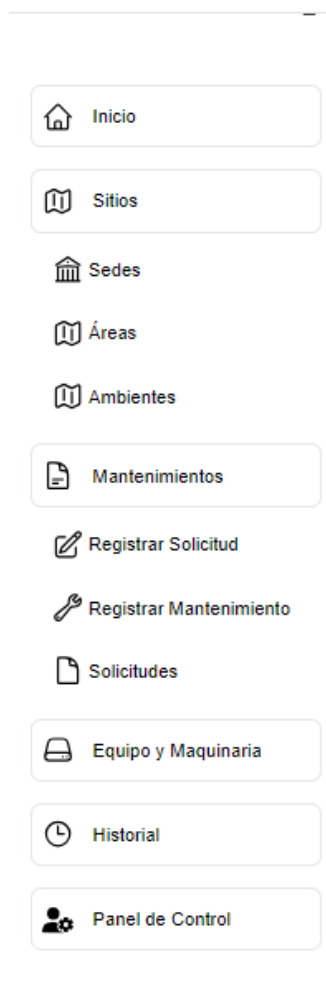 Inicio
Sitios
Sedes
Áreas
Ambientes
Mantenimientos
Registrar Solicitud
Registrar Mantenimiento
Solicitudes
Equipo y Maquinaria
Historial
Panel de Control